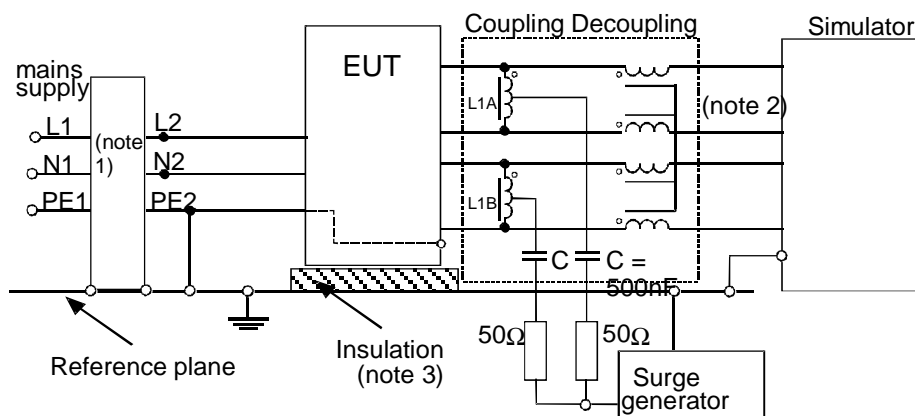 Coupling Decoupling
Simulator
EUT
mains
supply
L1A
(note 2)
L1
L2
(note
1)
N1
N2
PE1
PE2
L1B
C
C =
500nF
50Ω
50Ω
Reference plane
Insulation
(note 3)
Surge
generator